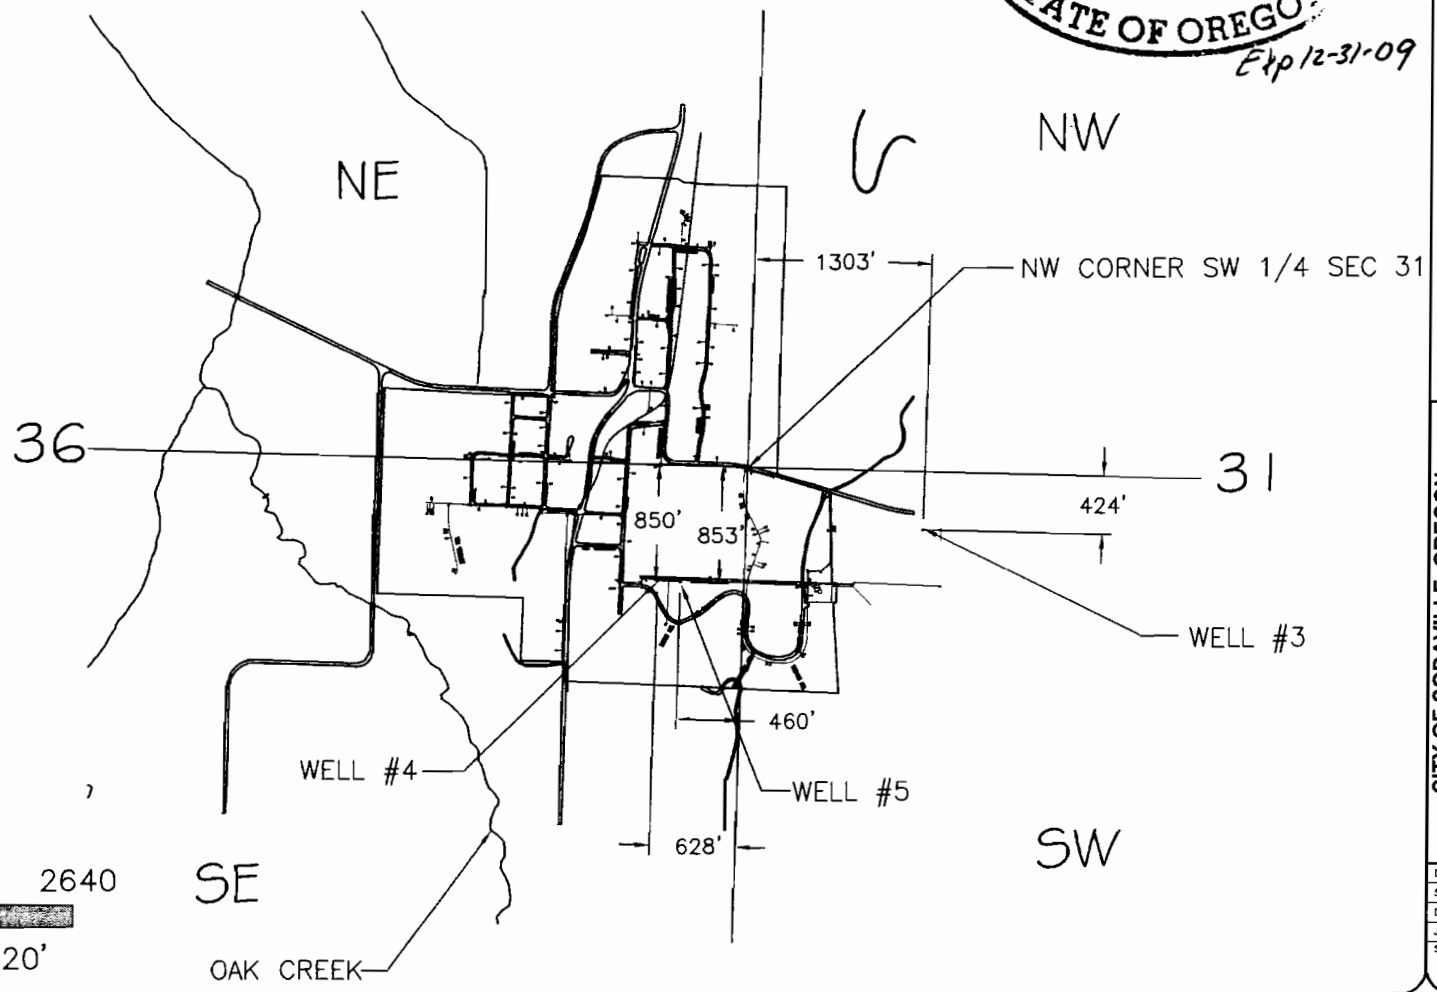 STATE OF OREGO
Exp 12-31-09
NW
NE
1303'
NW CORNER SW 1/4 SEC 31
36
31
424'
850'
853'
WELL #3
460'
WELL #4
WELL #5
628'
SW
2640
SE
20'
OAK CREEK